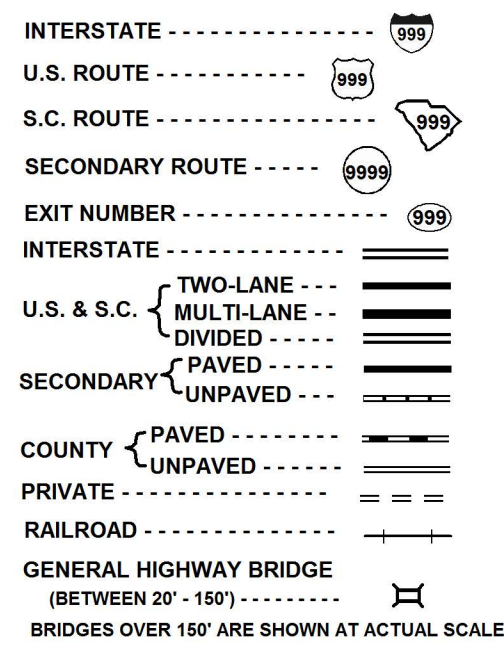 INTERSTATE - - - - - - - - - - - - - - - 999
U.S. ROUTE - - - - - - - - - - - 999
S.C. ROUTE - - - - - - - - - - - - - - - - 999
SECONDARY ROUTE - - - - - 9999
EXIT NUMBER - - - - - - - - - - - - - - - 999
INTERSTATE - - - - - - - - - - - - -
TWO-LANE - - -
U.S. & S.C. { MULTI-LANE - -
DIVIDED - - - - -
PAVED - - - - -
SECONDARY {
UNPAVED - - -
PAVED - - - - - - - -
COUNTY {
UNPAVED - - - - - -
PRIVATE - - - - - - - - - - - - - - -
RAILROAD - - - - - - - - - - - - - -
GENERAL HIGHWAY BRIDGE
(BETWEEN 20' - 150') - - - - - - - - -
BRIDGES OVER 150' ARE SHOWN AT ACTUAL SCALE